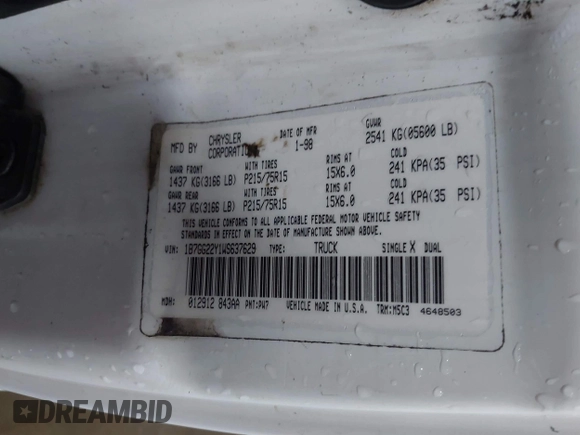 MFD BY CHRYSLER CORPORATION DATE OF MFR 1-98 GVWR 2541 KG(05600 LB)
GAWR FRONT WITH TIRES RIMS AT COLD
1437 KG(3166 LB) P215/75R15 15X6.0 241 KPA(35 PSI)
GAWR REAR WITH TIRES RIMS AT COLD
1437 KG(3166 LB) P215/75R15 15X6.0 241 KPA(35 PSI)
THIS VEHICLE CONFORMS TO ALL APPLICABLE FEDERAL MOTOR VEHICLE SAFETY
STANDARDS IN EFFECT ON THE DATE OF MANUFACTURE SHOWN ABOVE
VIN: 1B7GG22Y1WS637629 TYPE: TRUCK SINGLE X DUAL
MDH: 012912 843AA PNT:PW7 VEHICLE MADE IN U.S.A. TRM:M5C3 4648503
DREAMBID